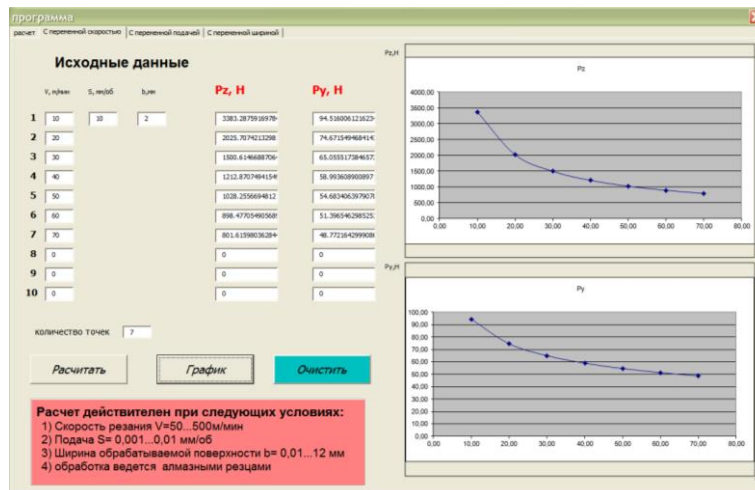 программа
расчет С переменной скоростью С переменной подачей С переменной шириной
Исходные данные
V, м/мин S, мм/об b,мм Pz, Н Py, Н
1 10 10 2 3383.2875916978 94.516006121623
2 20 2025.7074213298 74.671549468414
3 30 1500.6146688706 65.055517384657
4 40 1212.8707494154 58.993608900897
5 50 1028.2556694812 54.683406397907
6 60 898.47705490568 51.396546298525
7 70 801.61598036284 48.772164299908
8 0 0 0
9 0 0 0
10 0 0 0
количество точек 7
Расчитать График Очистить
Расчет действителен при следующих условиях:
1) Скорость резания V=50...500м/мин
2) Подача S= 0,001...0,01 мм/об
3) Ширина обрабатываемой поверхности b= 0,01...12 мм
4) обработка ведется алмазными резцами
Pz,Н
Pz
4000,00
3500,00
3000,00
2500,00
2000,00
1500,00
1000,00
500,00
0,00
0,00 10,00 20,00 30,00 40,00 50,00 60,00 70,00 80,00
Py,Н
Py
100,00
90,00
80,00
70,00
60,00
50,00
40,00
30,00
20,00
10,00
0,00
0,00 10,00 20,00 30,00 40,00 50,00 60,00 70,00 80,00